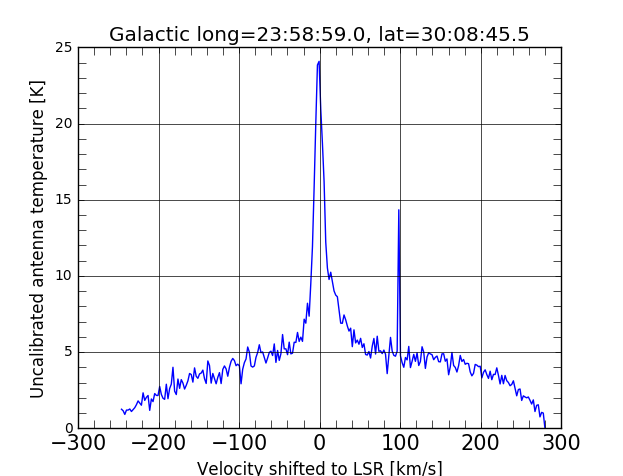 Galactic long=23:58:59.0, lat=30:08:45.5
Uncalibrated antenna temperature [K]
25
20
15
10
5
0
−300 −200 −100 0 100 200 300
Velocity shifted to LSR [km/s]